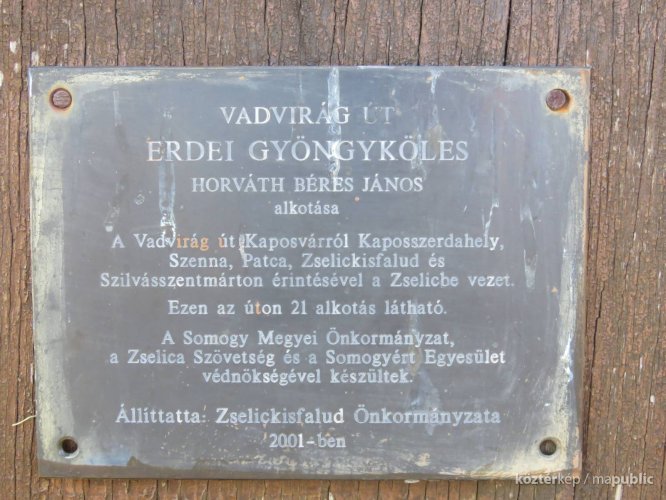 VADVIRÁG ÚT
ERDEI GYÖNGYKÖLES
HORVÁTH BÉRES JÁNOS
alkotása
A Vadvirág út Kaposvárról Kaposszerdahely,
Szenna, Patca, Zselickisfalud és
Szilvásszentmárton érintésével a Zselicbe vezet.
Ezen az úton 21 alkotás látható.
A Somogy Megyei Önkormányzat,
a Zselica Szövetség és a Somogyért Egyesület
védnökségével készültek.
Állíttatta: Zselickisfalud Önkormányzata
2001-ben
köztérkép / mapublic